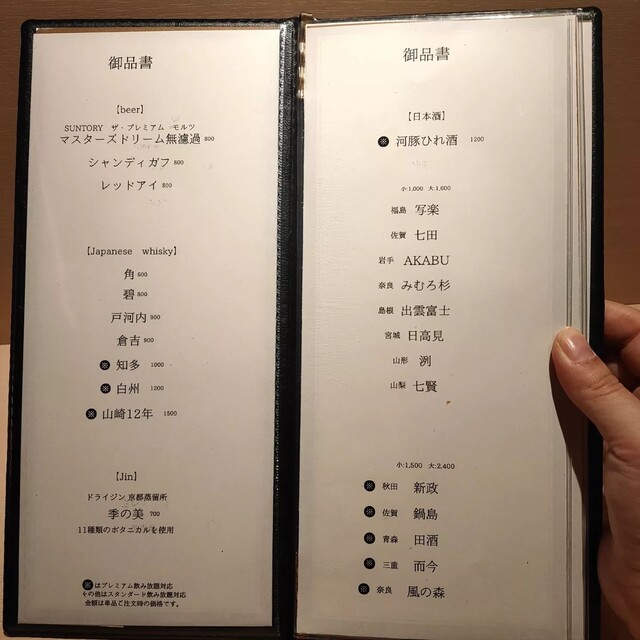 御品書
【beer】
SUNTORY ザ・プレミアム モルツ
マスターズドリーム無濾過 800
シャンディガフ 800
レッドアイ 800
【Japanese whisky】
角 600
碧 800
戸河内 900
倉吉 900
※ 知多 1000
※ 白州 1200
※ 山崎12年 1500
【Jin】
ドライジン 京都蒸留所
季の美 700
11種類のボタニカルを使用
※はプレミアム飲み放題対応
その他はスタンダード飲み放題対応
金額は単品ご注文時の価格です。
御品書
【日本酒】
※ 河豚ひれ酒 1200
小:1,000 大:1,600
福島 写楽
佐賀 七田
岩手 AKABU
奈良 みむろ杉
島根 出雲富士
宮城 日高見
山形 洌
山梨 七賢
小:1,500 大:2,400
※ 秋田 新政
※ 佐賀 鍋島
※ 青森 田酒
※ 三重 而今
※ 奈良 風の森